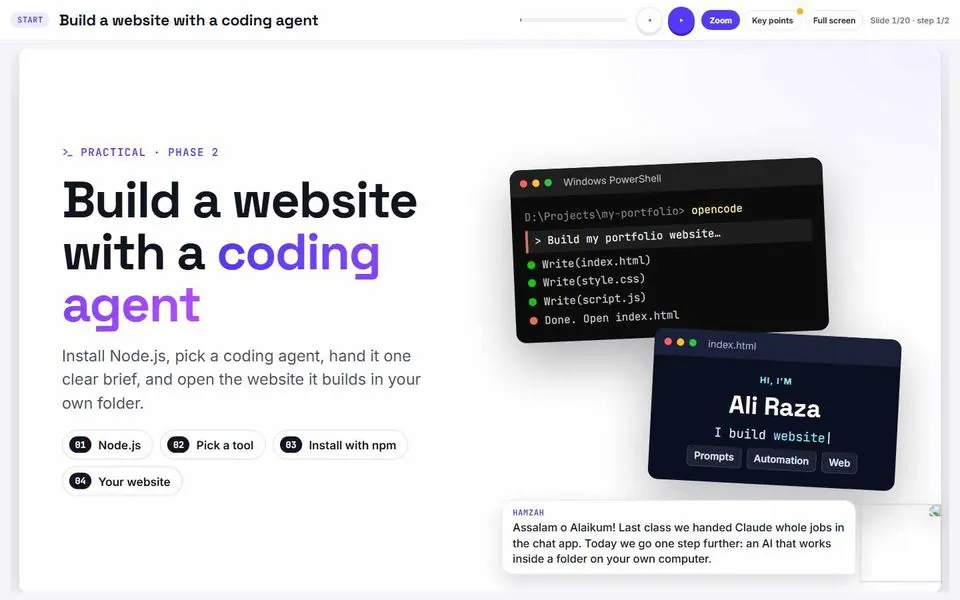 START Build a website with a coding agent
Zoom Key points Full screen Slide 1/20 · step 1/2
>_ PRACTICAL · PHASE 2
Build a website
with a coding
agent
Install Node.js, pick a coding agent, hand it one
clear brief, and open the website it builds in your
own folder.
01 Node.js 02 Pick a tool 03 Install with npm
04 Your website
Windows PowerShell
D:\Projects\my-portfolio> opencode
> Build my portfolio website…
Write(index.html)
Write(style.css)
Write(script.js)
Done. Open index.html
index.html
HI, I'M
Ali Raza
I build website|
Prompts Automation Web
HAMZAH
Assalam o Alaikum! Last class we handed Claude whole jobs in
the chat app. Today we go one step further: an AI that works
inside a folder on your own computer.